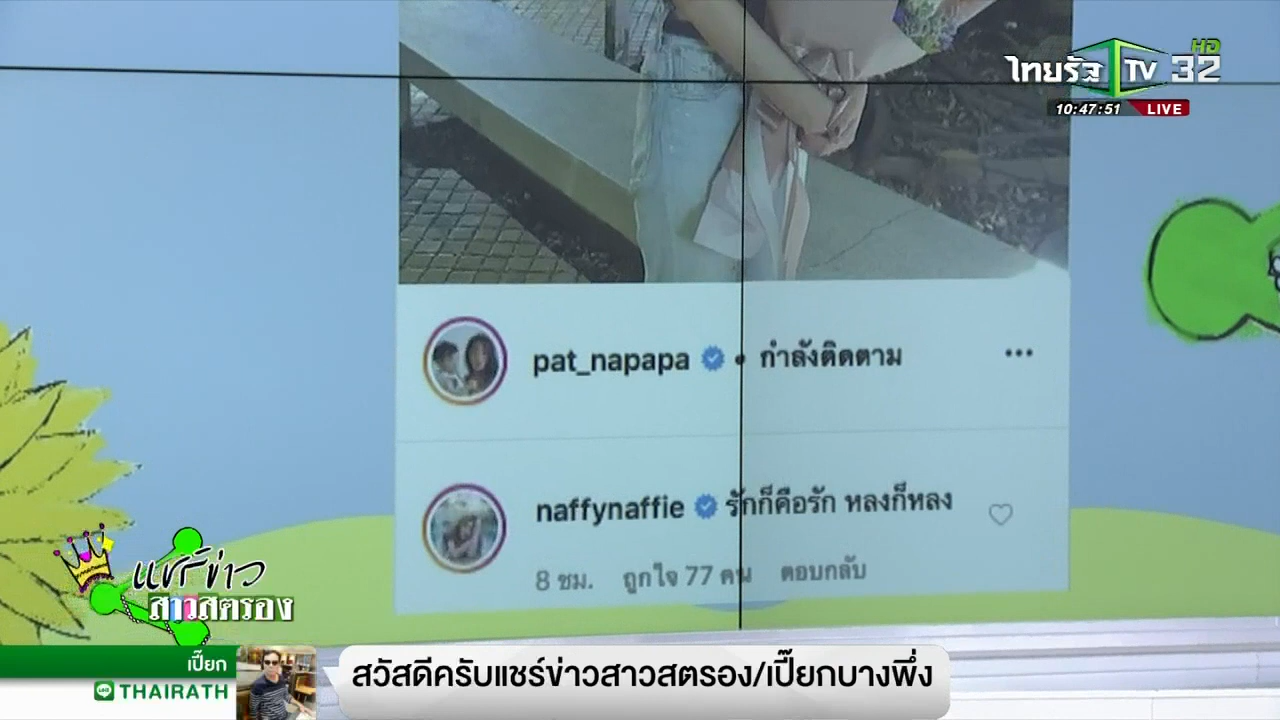 ไทยรัฐ TV 32 HD
10:47:51 LIVE
pat_napapa • กำลังติดตาม
naffynaffie รักก็คือรัก หลงก็หลง
8 ชม. ถูกใจ 77 คน ตอบกลับ
แชร์ข่าว
สาวสตรอง
เปี๊ยก
LINE THAIRATH
สวัสดีครับแชร์ข่าวสาวสตรอง/เปี๊ยกบางพึ่ง